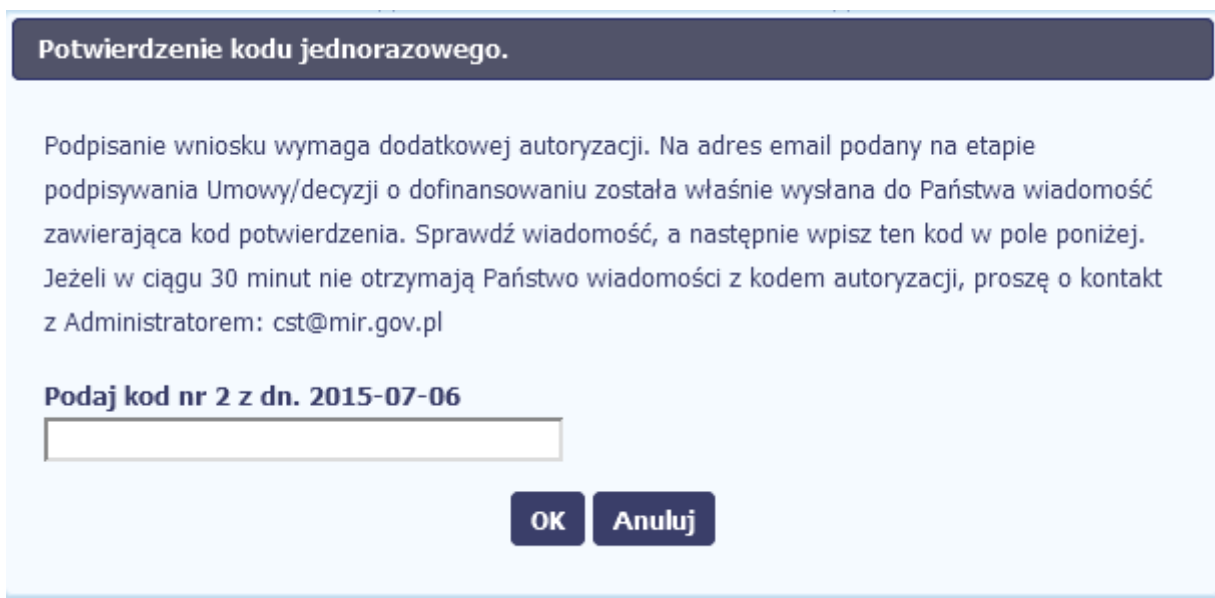 Potwierdzenie kodu jednorazowego.
Podpisanie wniosku wymaga dodatkowej autoryzacji. Na adres email podany na etapie
podpisywania Umowy/decyzji o dofinansowaniu została właśnie wysłana do Państwa wiadomość
zawierająca kod potwierdzenia. Sprawdź wiadomość, a następnie wpisz ten kod w pole poniżej.
Jeżeli w ciągu 30 minut nie otrzymają Państwo wiadomości z kodem autoryzacji, proszę o kontakt
z Administratorem: cst@mir.gov.pl
Podaj kod nr 2 z dn. 2015-07-06
OK Anuluj